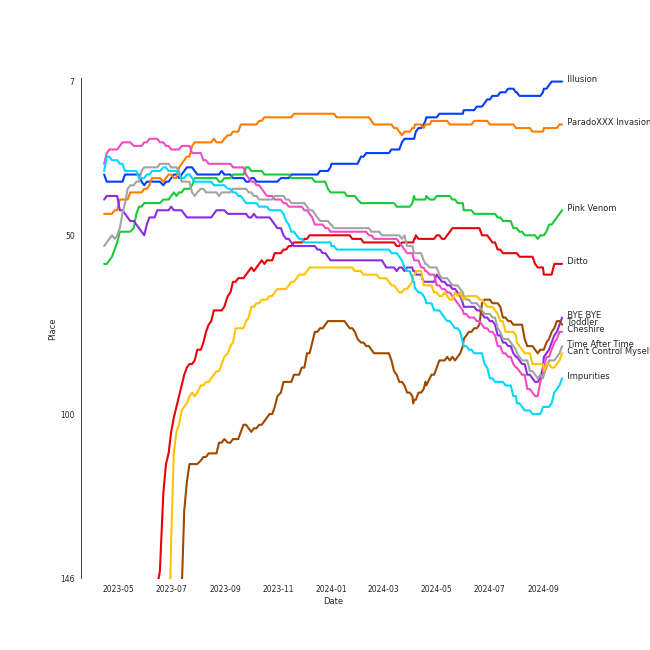 7
50
100
146
Place
2023-05
2023-07
2023-09
2023-11
2024-01
2024-03
2024-05
2024-07
2024-09
Date
Illusion
ParadoXXX Invasion
Pink Venom
Ditto
BYE BYE
Toddler
Cheshire
Time After Time
Can't Control Myself
Impurities